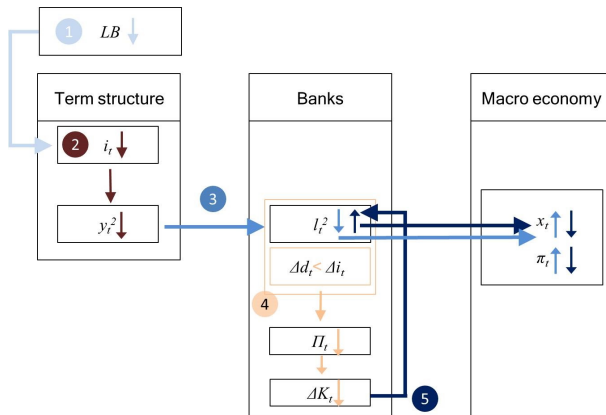 1 LB ↓
Term structure
Banks
Macro economy
2 i_t ↓
3
y_t^2 ↓
l_t^2 ↓ ↑
x_t ↑ ↓
π_t ↑ ↓
Δd_t < Δi_t
4
Π_t ↓
ΔK_t ↓
5